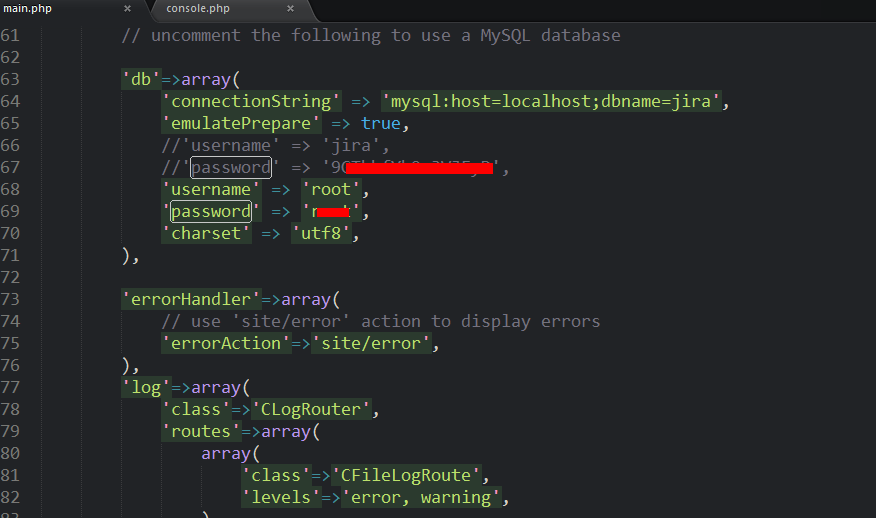 main.php × console.php ×
61 // uncomment the following to use a MySQL database
62
63 'db'=>array(
64 'connectionString' => 'mysql:host=localhost;dbname=jira',
65 'emulatePrepare' => true,
66 //'username' => 'jira',
67 //'password' => '
68 'username' => 'root',
69 'password' => '
70 'charset' => 'utf8',
71 ),
72
73 'errorHandler'=>array(
74 // use 'site/error' action to display errors
75 'errorAction'=>'site/error',
76 ),
77 'log'=>array(
78 'class'=>'CLogRouter',
79 'routes'=>array(
80 array(
81 'class'=>'CFileLogRoute',
82 'levels'=>'error, warning',